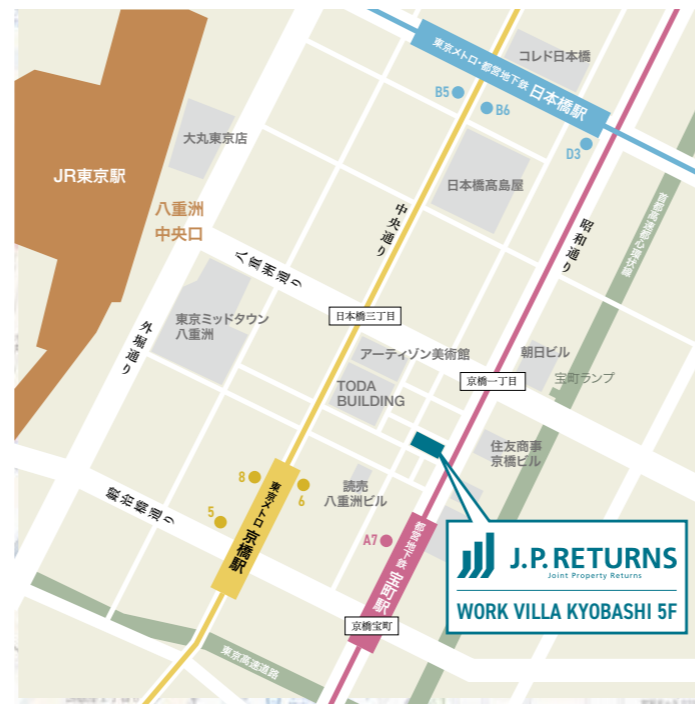 東京メトロ・都営地下鉄 日本橋駅
コレド日本橋
B5
B6
D3
大丸東京店
JR東京駅
日本橋髙島屋
八重洲
中央口
中央通り
昭和通り
首都高速都心環状線
八重洲通り
東京ミッドタウン
八重洲
日本橋三丁目
外堀通り
アーティゾン美術館
朝日ビル
京橋一丁目
宝町ランプ
TODA
BUILDING
住友商事
京橋ビル
読売
八重洲ビル
8
6
5
東京メトロ 京橋駅
鍛冶橋通り
A7
都営地下鉄 宝町駅
J.P.RETURNS
Joint Property Returns
WORK VILLA KYOBASHI 5F
京橋宝町
東京高速道路